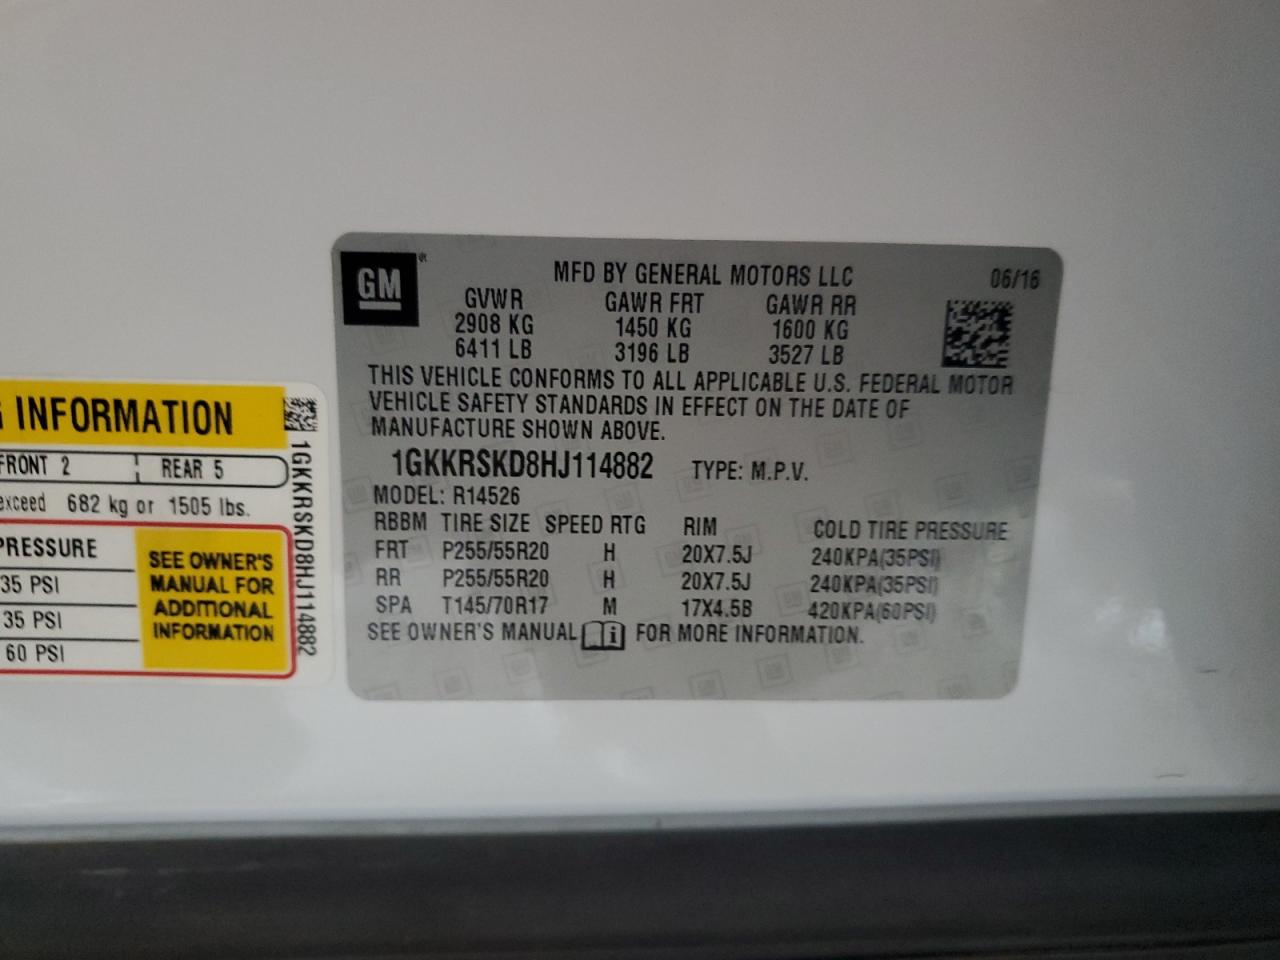 GM
MFD BY GENERAL MOTORS LLC 06/16
GVWR GAWR FRT GAWR RR
2908 KG 1450 KG 1600 KG
6411 LB 3196 LB 3527 LB
THIS VEHICLE CONFORMS TO ALL APPLICABLE U.S. FEDERAL MOTOR
VEHICLE SAFETY STANDARDS IN EFFECT ON THE DATE OF
MANUFACTURE SHOWN ABOVE.
1GKKRSKD8HJ114882 TYPE: M.P.V.
MODEL: R14526
RBBM TIRE SIZE SPEED RTG RIM COLD TIRE PRESSURE
FRT P255/55R20 H 20X7.5J 240KPA(35PSI)
RR P255/55R20 H 20X7.5J 240KPA(35PSI)
SPA T145/70R17 M 17X4.5B 420KPA(60PSI)
SEE OWNER'S MANUAL FOR MORE INFORMATION.
INFORMATION
FRONT 2 REAR 5
exceed 682 kg or 1505 lbs.
PRESSURE
35 PSI
35 PSI
60 PSI
SEE OWNER'S
MANUAL FOR
ADDITIONAL
INFORMATION
1GKKRSKD8HJ114882